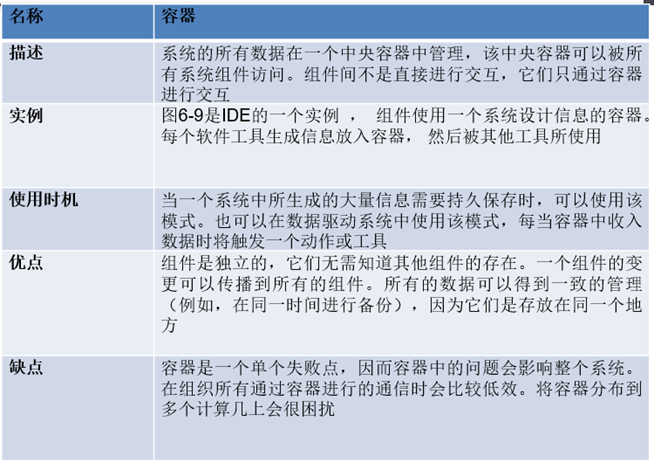 名称 容器
描述 系统的所有数据在一个中央容器中管理，该中央容器可以被所
有系统组件访问。组件间不是直接进行交互，它们只通过容器
进行交互
实例 图6-9是IDE的一个实例 ， 组件使用一个系统设计信息的容器。
每个软件工具生成信息放入容器， 然后被其他工具所使用
使用时机 当一个系统中所生成的大量信息需要持久保存时，可以使用该
模式。也可以在数据驱动系统中使用该模式，每当容器中收入
数据时将触发一个动作或工具
优点 组件是独立的，它们无需知道其他组件的存在。一个组件的变
更可以传播到所有的组件。所有的数据可以得到一致的管理
（例如，在同一时间进行备份），因为它们是存放在同一个地
方
缺点 容器是一个单个失败点，因而容器中的问题会影响整个系统。
在组织所有通过容器进行的通信时会比较低效。将容器分布到
多个计算几上会很困扰